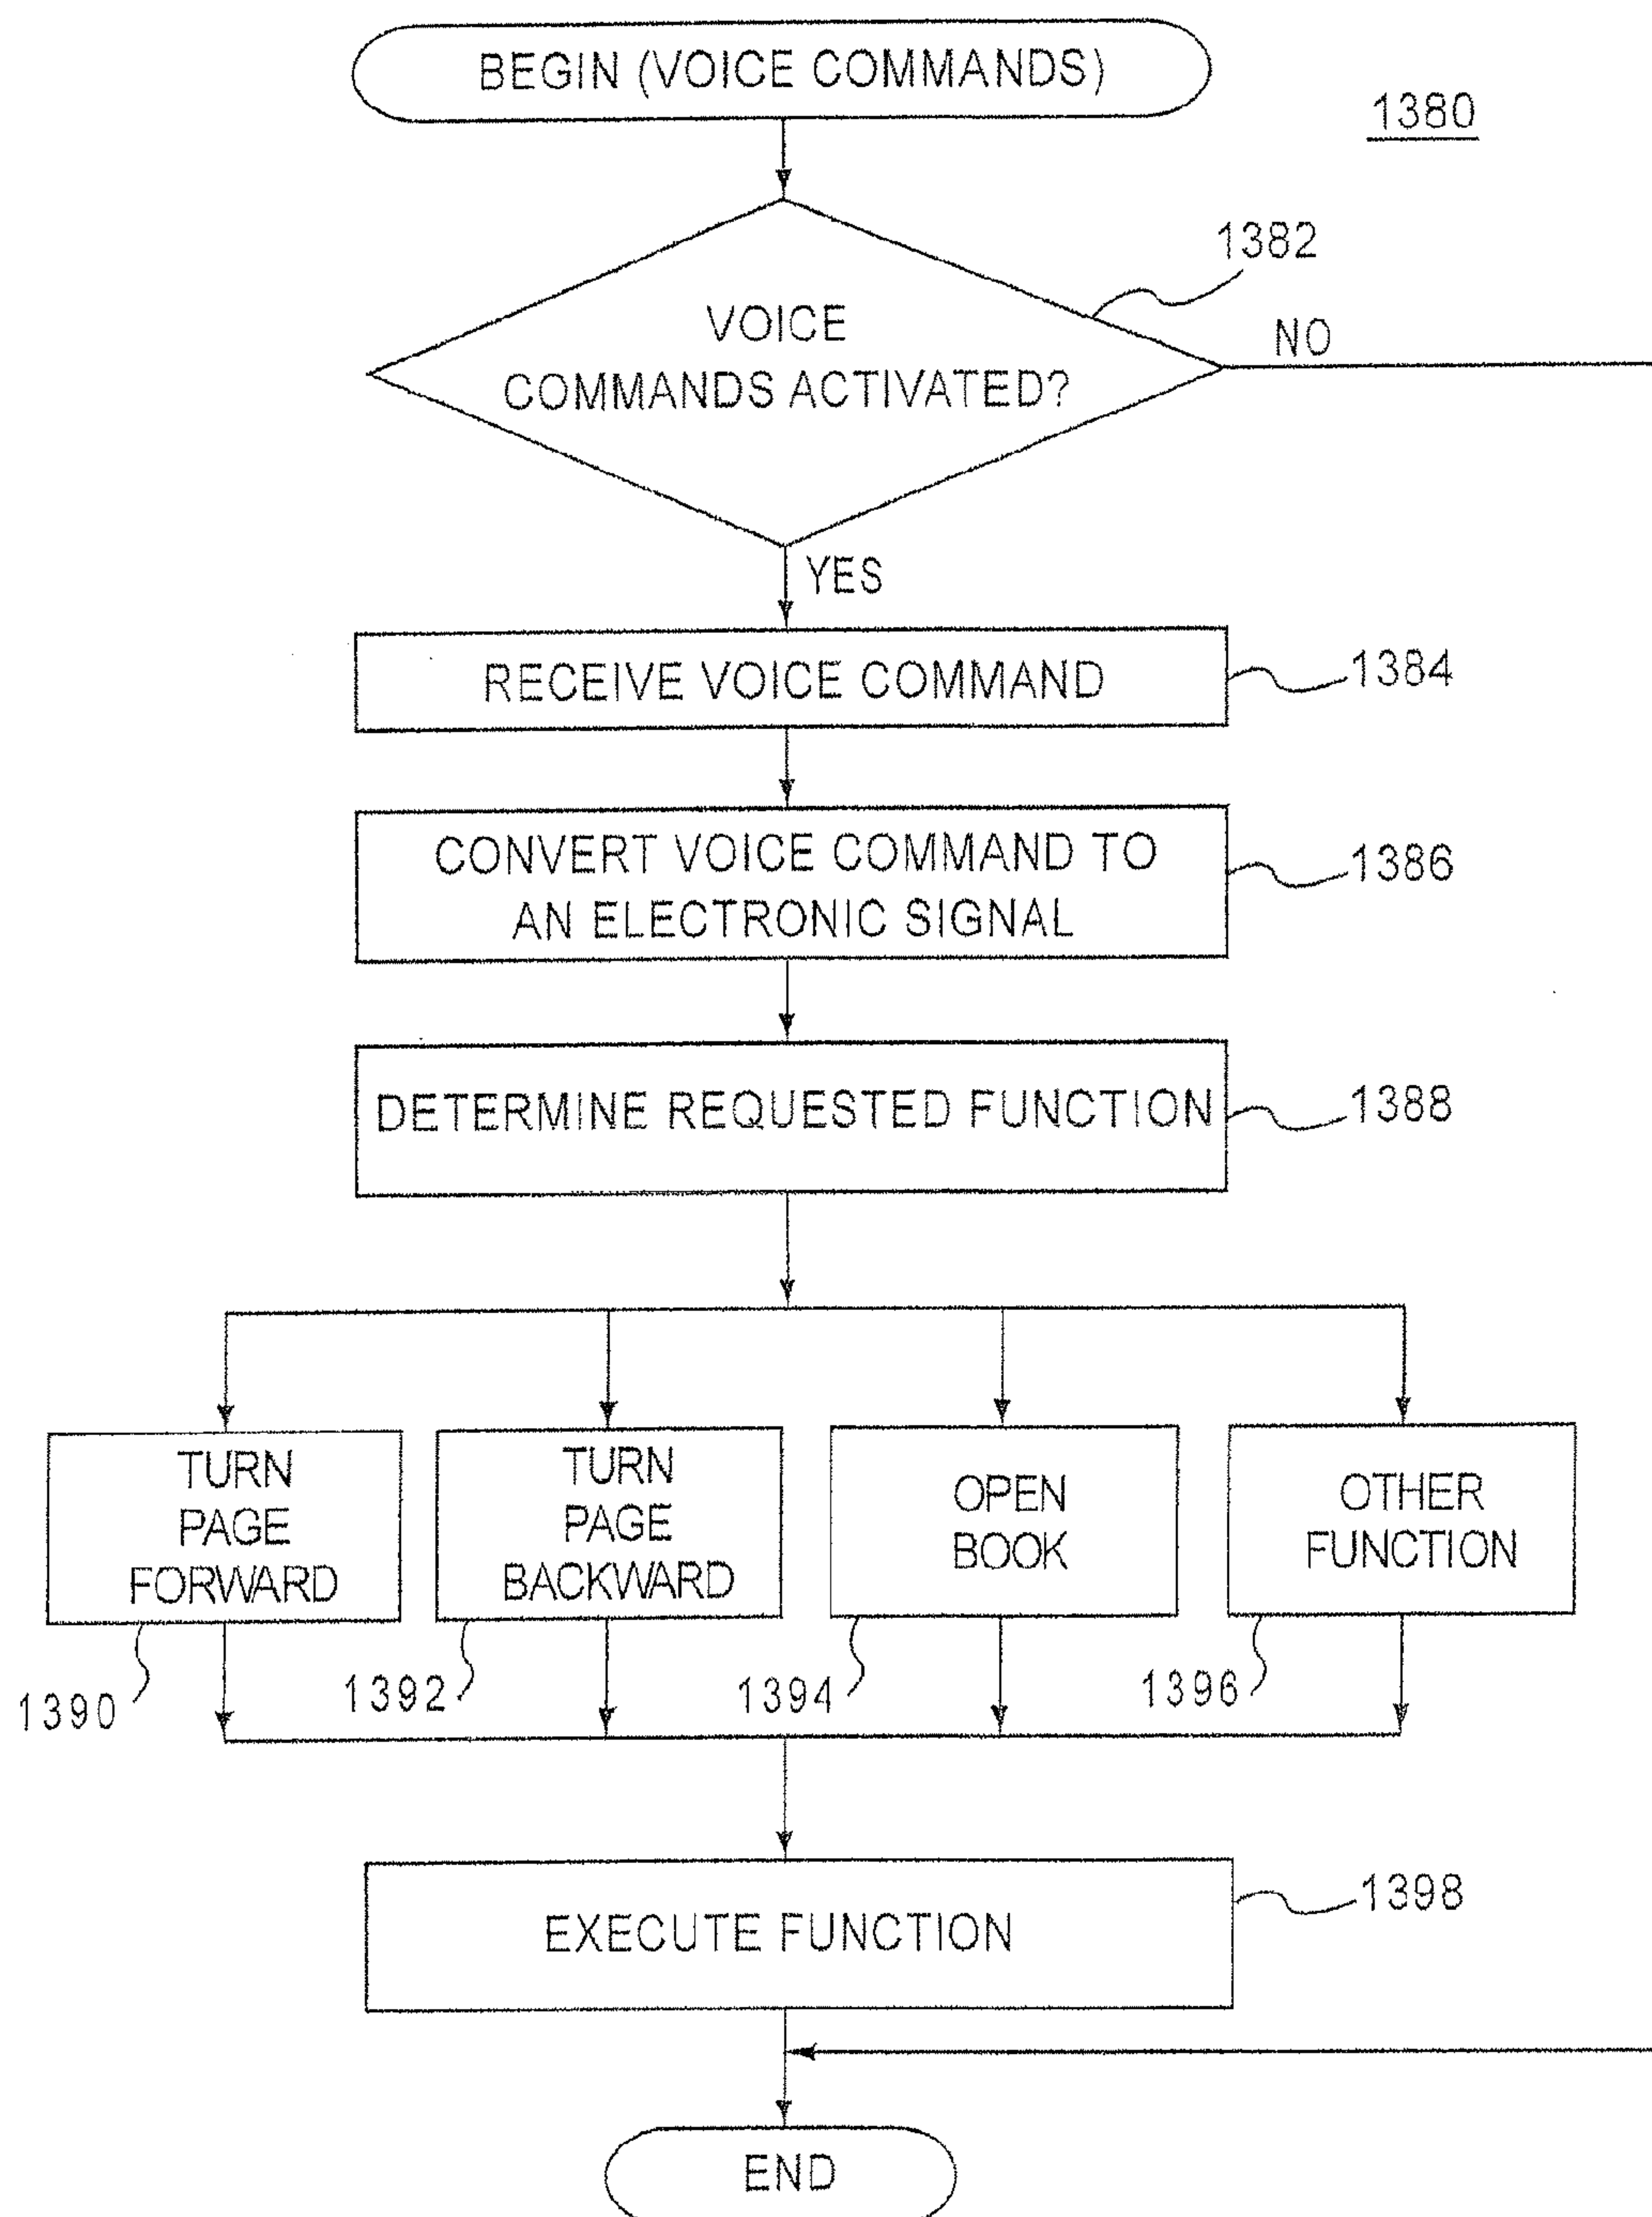 BEGIN (VOICE COMMANDS)
1380
1382
VOICE
COMMANDS ACTIVATED?
NO
YES
RECEIVE VOICE COMMAND
1384
CONVERT VOICE COMMAND TO
AN ELECTRONIC SIGNAL
1386
DETERMINE REQUESTED FUNCTION
1388
TURN
PAGE
FORWARD
TURN
PAGE
BACKWARD
OPEN
BOOK
OTHER
FUNCTION
1390
1392
1394
1396
EXECUTE FUNCTION
1398
END